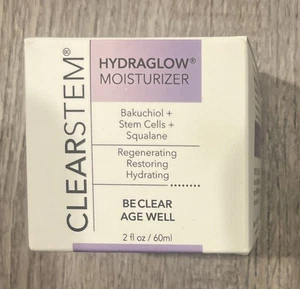 CLEARSTEM®
HYDRAGLOW®
MOISTURIZER
Bakuchiol +
Stem Cells +
Squalane
Regenerating
Restoring
Hydrating
BE CLEAR
AGE WELL
2 fl oz / 60ml